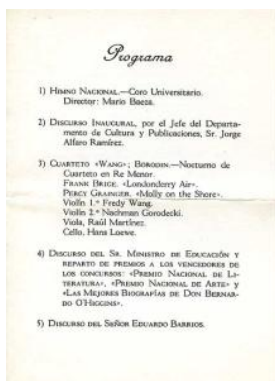 Programa
1) HIMNO NACIONAL.—Coro Universitario.
Director: Mario Baeza.
2) DISCURSO INAUGURAL, por el Jefe del Departa-
mento de Cultura y Publicaciones, Sr. Jorge
Alfaro Ramírez.
3) CUARTETO «WANG»; BORODIN.—Nocturno de
Cuarteto en Re Menor.
FRANK BRIGE. «Londonderry Air».
PERCY GRAINGER. «Molly on the Shore».
Violín 1.º Fredy Wang.
Violín 2.º Nachman Gorodecki.
Viola, Raúl Martínez.
Cello, Hans Loewe.
4) DISCURSO DEL SR. MINISTRO DE EDUCACIÓN Y
REPARTO DE PREMIOS A LOS VENCEDORES DE
LOS CONCURSOS: «PREMIO NACIONAL DE LI-
TERATURA», «PREMIO NACIONAL DE ARTE» y
«LAS MEJORES BIOGRAFÍAS DE DON BERNAR-
DO O'HIGGINS».
5) DISCURSO DEL SEÑOR EDUARDO BARRIOS.